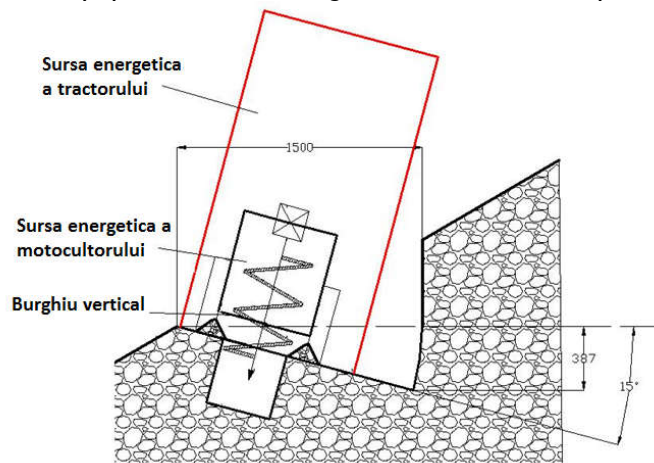 Sursa energetica
a tractorului
1500
Sursa energetica a
motocultorului
Burghiu vertical
387
15°